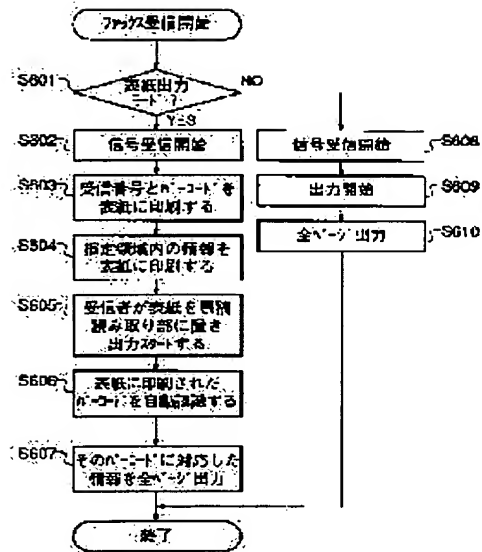 ファックス受信開始
S601
表紙出力
モード?
NO
YES
S602
信号受信開始
S603
受信番号とバーコードを
表紙に印刷する
S604
指定領域内の情報を
表紙に印刷する
S605
受信者が表紙を原稿
読み取り部に置き
出力スタートする
S606
表紙に印刷された
バーコードを自動認識する
S607
そのバーコードに対応した
情報を全ページ出力
信号受信開始
S608
出力開始
S609
全ページ出力
S610
終了